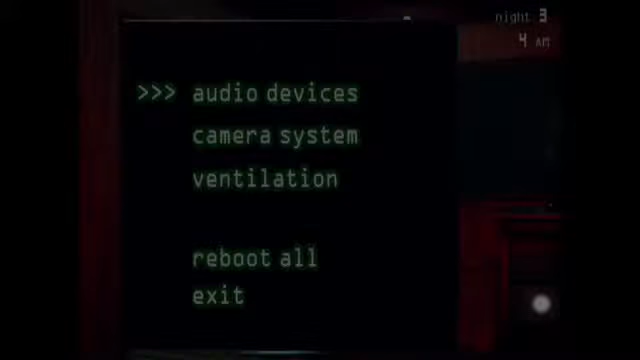 night 3
4 AM
>>> audio devices
camera system
ventilation
reboot all
exit